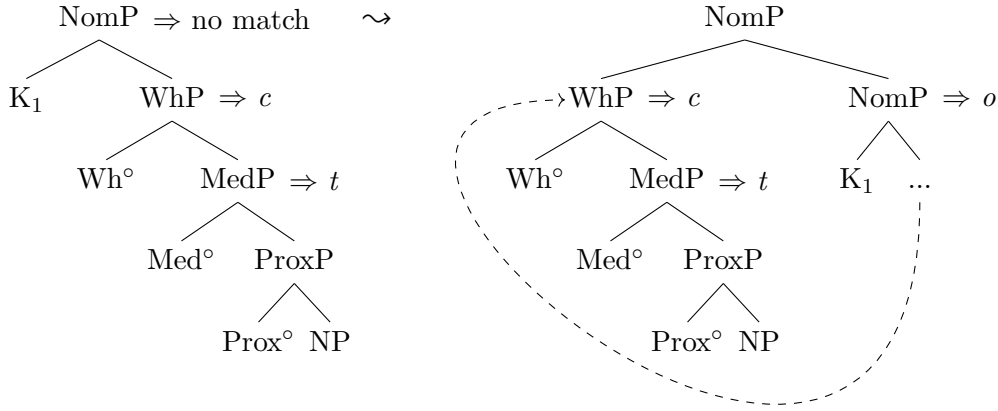 NomP ⇒ no match ⤳ NomP
K₁ WhP ⇒ c WhP ⇒ c NomP ⇒ o
Wh° MedP ⇒ t Wh° MedP ⇒ t K₁ ...
Med° ProxP Med° ProxP
Prox° NP Prox° NP